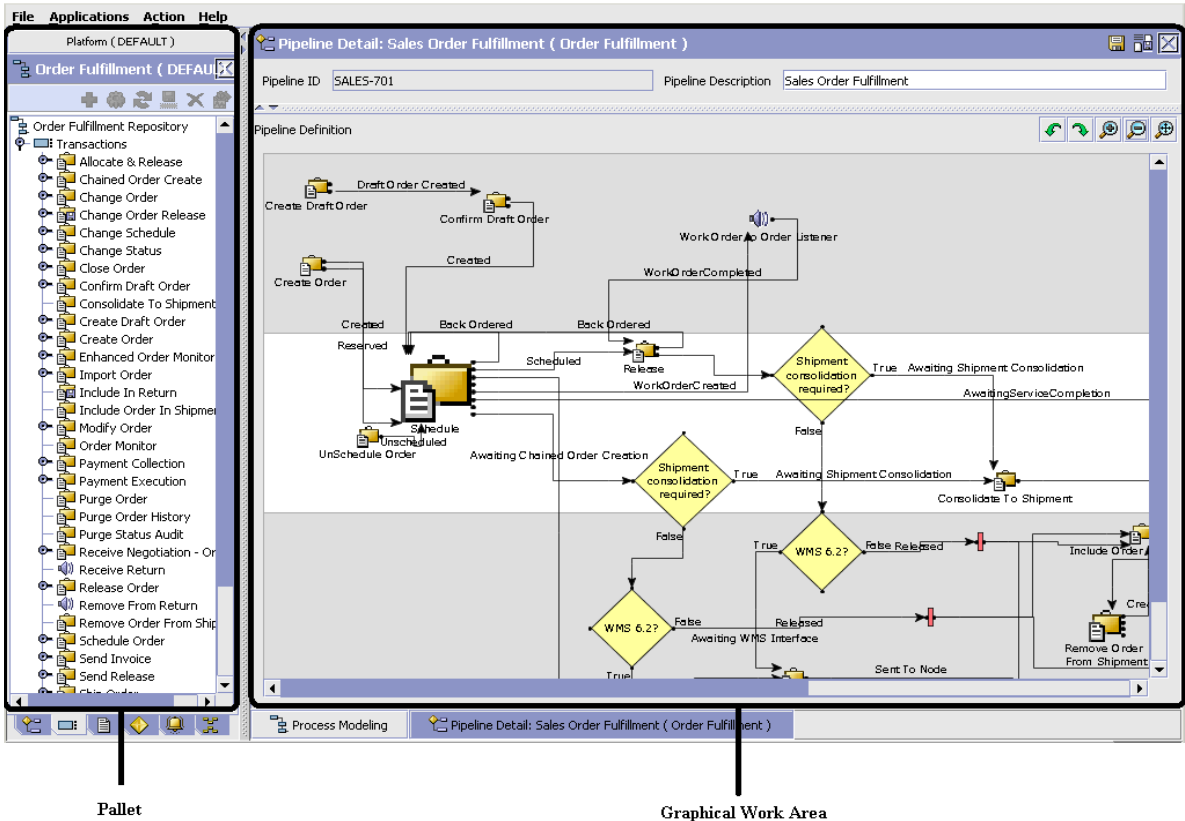 File Applications Action Help
Platform ( DEFAULT )
Order Fulfillment ( DEFAU
Order Fulfillment Repository
Transactions
Allocate & Release
Chained Order Create
Change Order
Change Order Release
Change Schedule
Change Status
Close Order
Confirm Draft Order
Consolidate To Shipment
Create Draft Order
Create Order
Enhanced Order Monitor
Import Order
Include In Return
Include Order In Shipmer
Modify Order
Order Monitor
Payment Collection
Payment Execution
Purge Order
Purge Order History
Purge Status Audit
Receive Negotiation - Or
Receive Return
Release Order
Remove From Return
Remove Order From Ship
Schedule Order
Send Invoice
Send Release
Pipeline Detail: Sales Order Fulfillment ( Order Fulfillment )
Pipeline ID SALES-701 Pipeline Description Sales Order Fulfillment
Pipeline Definition
Draft Order Created
Create Draft Order
Confirm Draft Order
Work Order to Order Listener
Created
WorkOrderCompleted
Create Order
Created
Back Ordered
Back Ordered
Reserved
Scheduled
Release
WorkOrderCreated
Shipment
consolidation
required?
True
Awaiting Shipment Consolidation
AwaitingServiceCompletion
False
Schedule
Unscheduled
UnSchedule Order
Awaiting Chained Order Creation
Shipment
consolidation
required?
True
Awaiting Shipment Consolidation
Consolidate To Shipment
False
True
WMS 6.2?
False
Released
Include Order
WMS 6.2?
False
Released
Awaiting WMS Interface
True
Sent To Node
Cre
Remove Order
From Shipment
Process Modeling
Pipeline Detail: Sales Order Fulfillment ( Order Fulfillment )
Pallet
Graphical Work Area